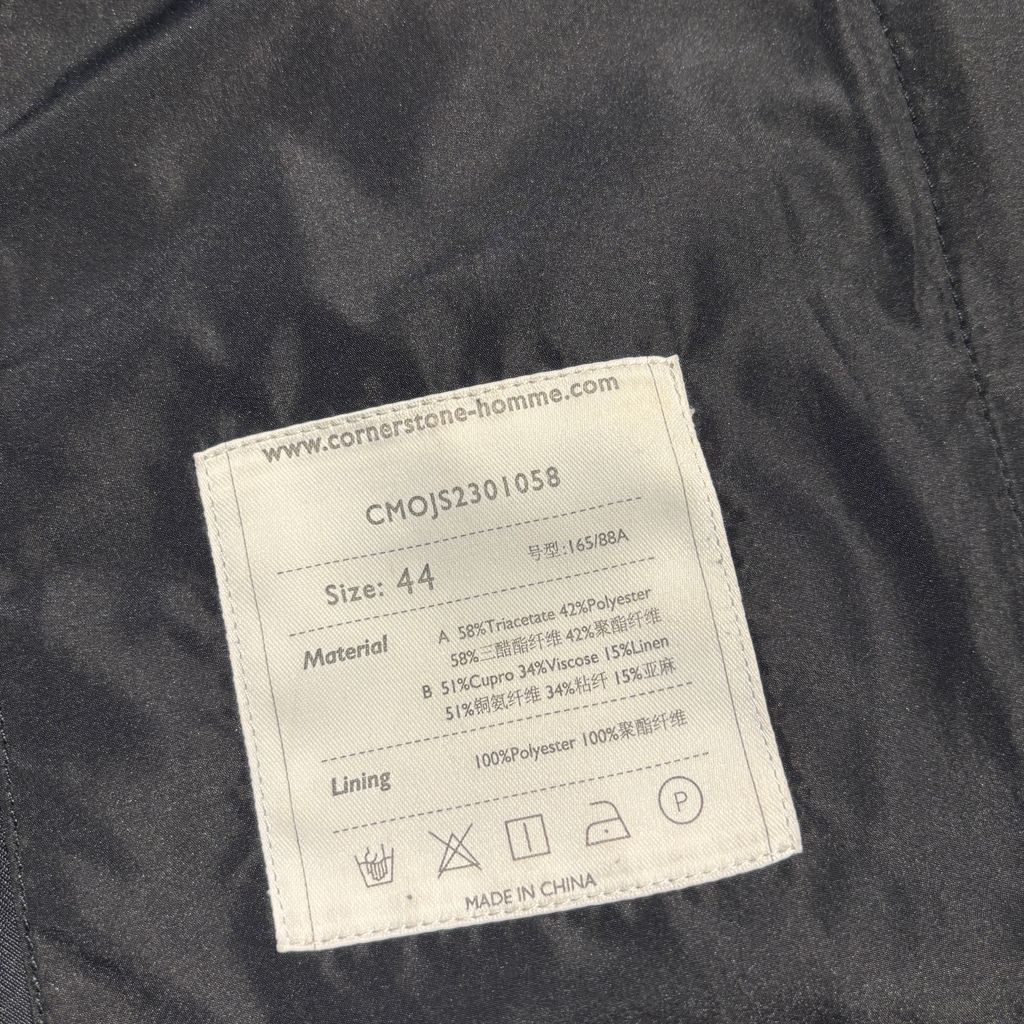 www.cornerstone-homme.com
CMOJS2301058
Size: 44 号型:165/88A
Material A 58%Triacetate 42%Polyester
58%三醋酯纤维 42%聚酯纤维
B 51%Cupro 34%Viscose 15%Linen
51%铜氨纤维 34%粘纤 15%亚麻
Lining 100%Polyester 100%聚酯纤维
P
MADE IN CHINA